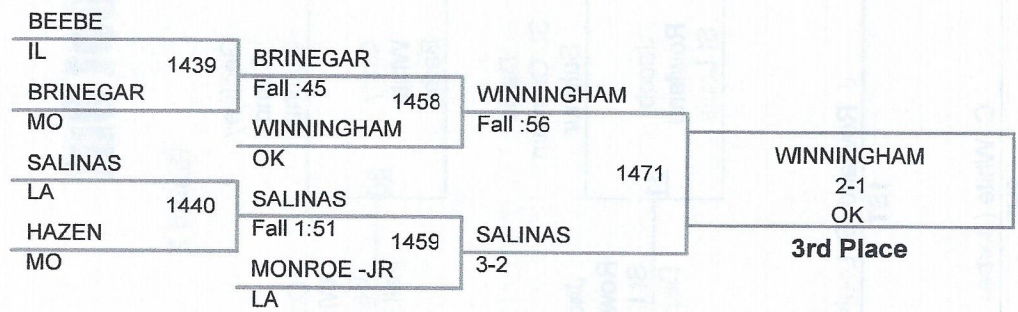 BEEBE
IL
1439
BRINEGAR
MO
BRINEGAR
Fall :45
1458
WINNINGHAM
OK
WINNINGHAM
Fall :56
SALINAS
LA
1440
HAZEN
MO
SALINAS
Fall 1:51
1459
MONROE -JR
LA
SALINAS
3-2
1471
WINNINGHAM
2-1
OK
3rd Place